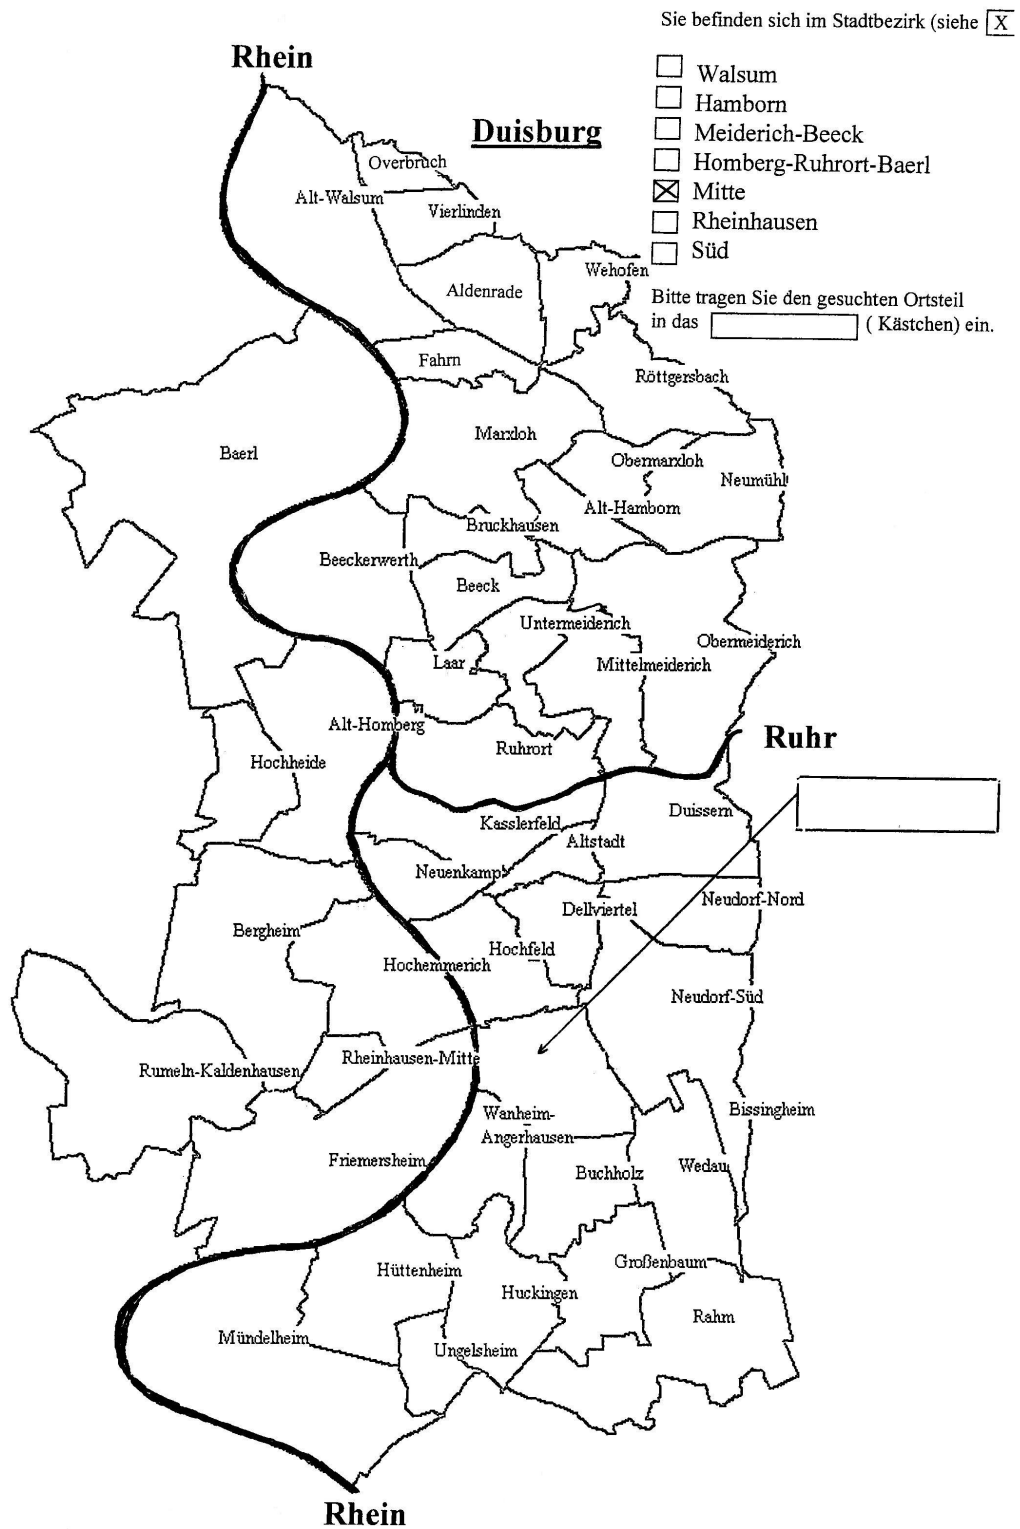 Sie befinden sich im Stadtbezirk (siehe X
Rhein
Walsum
Duisburg
Hamborn
Meiderich-Beeck
Homberg-Ruhrort-Baerl
Mitte
Rheinhausen
Süd
Bitte tragen Sie den gesuchten Ortsteil
in das ( Kästchen) ein.
Overbruch
Alt-Walsum
Vierlinden
Wehofen
Aldenrade
Fahrn
Röttgersbach
Marxloh
Baerl
Obermarxloh
Neumühl
Alt-Hamborn
Bruckhausen
Beeckerwerth
Beeck
Untermeiderich
Obermeiderich
Laar
Mittelmeiderich
Alt-Homberg
Ruhrort
Ruhr
Hochheide
Duissern
Kasslerfeld
Altstadt
Neuenkamp
Neudorf-Nord
Dellviertel
Bergheim
Hochfeld
Hochemmerich
Neudorf-Süd
Rheinhausen-Mitte
Rumeln-Kaldenhausen
Wanheim-
Angerhausen
Bissingheim
Friemersheim
Buchholz
Wedau
Großenbaum
Hüttenheim
Huckingen
Rahm
Mündelheim
Ungelsheim
Rhein